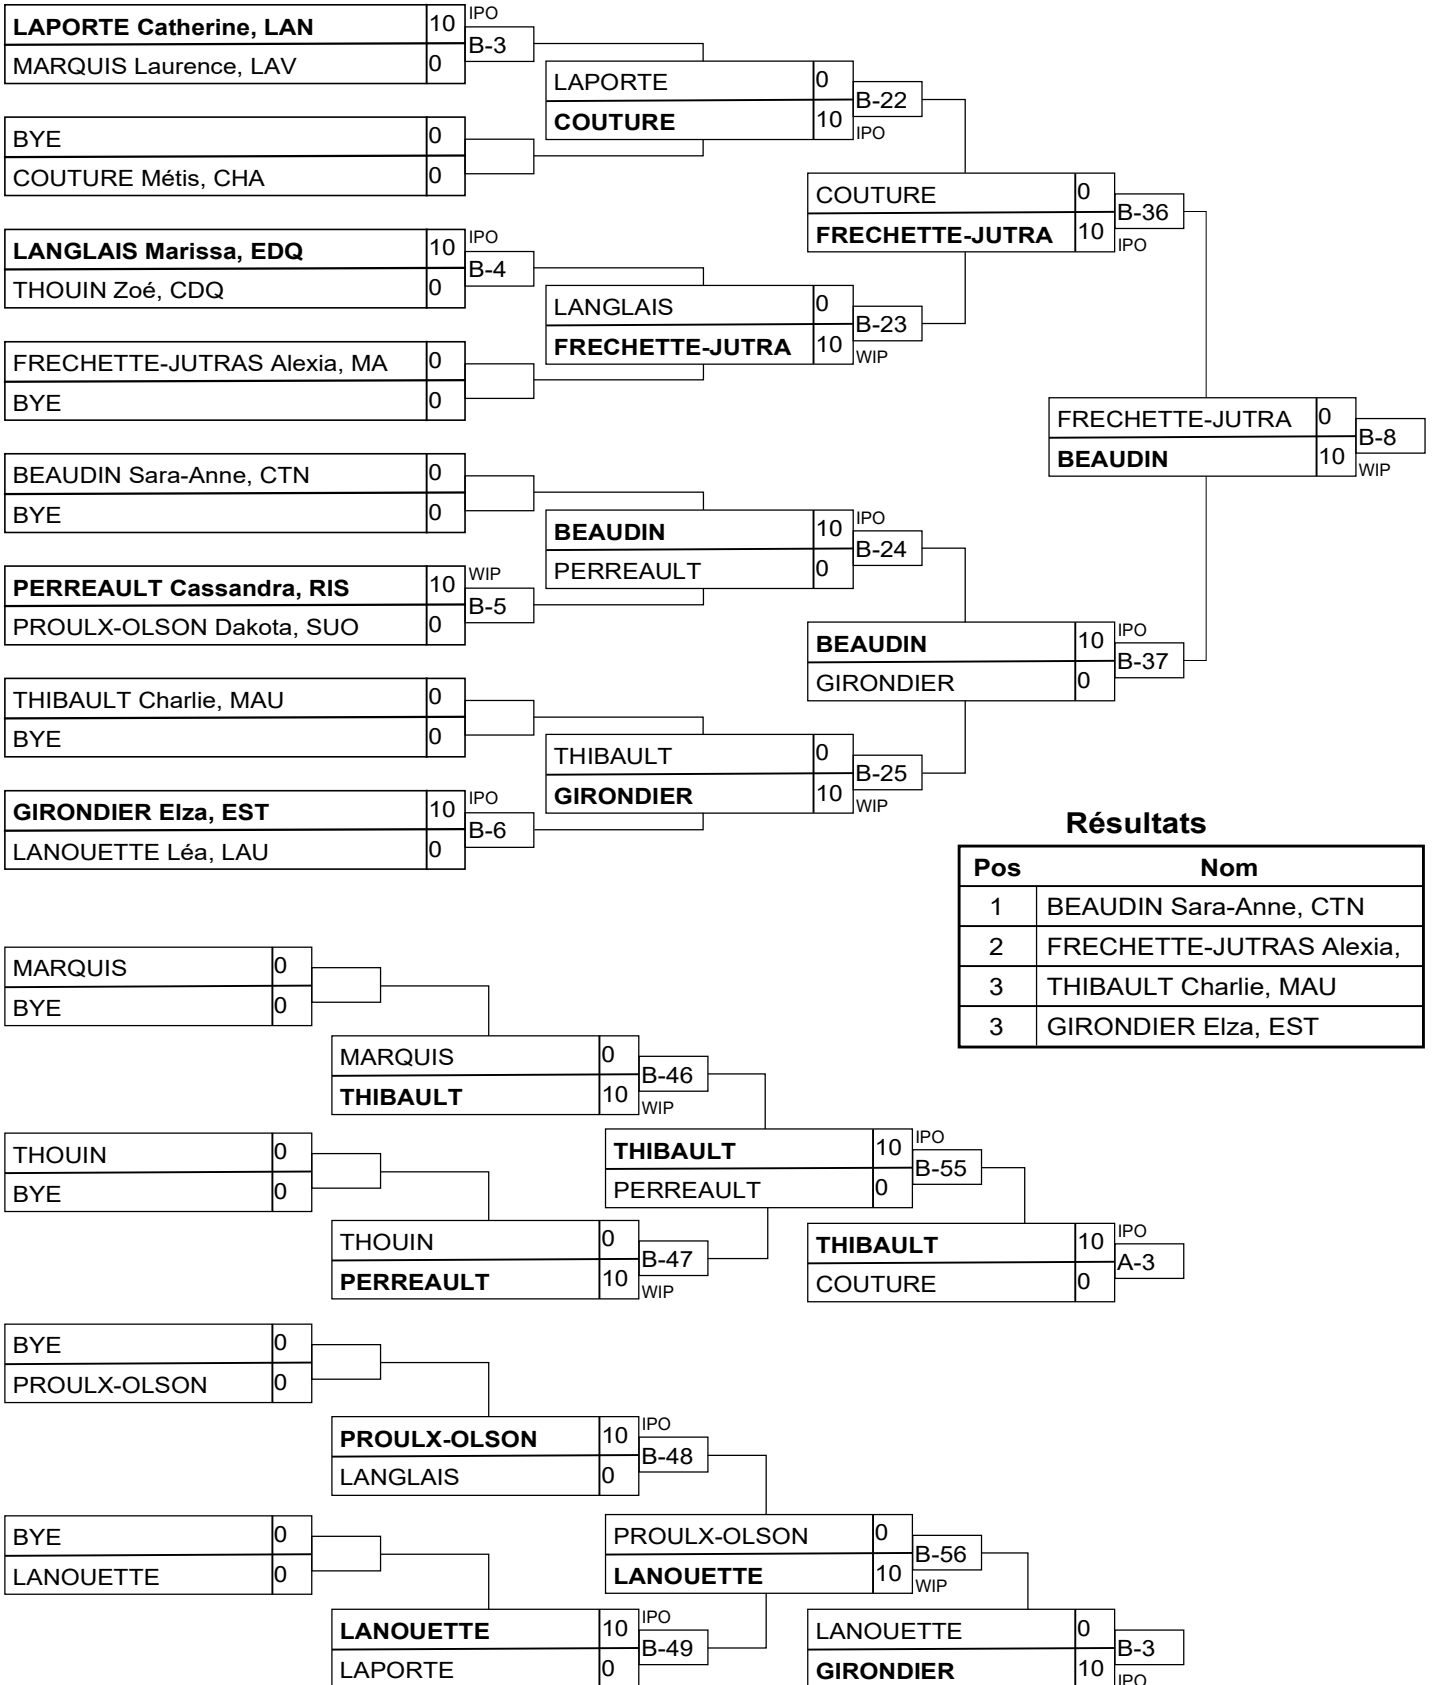 LAPORTE Catherine, LAN 10 IPO
B-3
MARQUIS Laurence, LAV 0
BYE 0
COUTURE Métis, CHA 0
LANGLAIS Marissa, EDQ 10 IPO
B-4
THOUIN Zoé, CDQ 0
FRECHETTE-JUTRAS Alexia, MA 0
BYE 0
BEAUDIN Sara-Anne, CTN 0
BYE 0
PERREAULT Cassandra, RIS 10 WIP
B-5
PROULX-OLSON Dakota, SUO 0
THIBAULT Charlie, MAU 0
BYE 0
GIRONDIER Elza, EST 10 IPO
B-6
LANOUETTE Léa, LAU 0
LAPORTE 0
B-22
COUTURE 10 IPO
LANGLAIS 0
B-23
FRECHETTE-JUTRA 10 WIP
BEAUDIN 10 IPO
B-24
PERREAULT 0
THIBAULT 0
B-25
GIRONDIER 10 WIP
COUTURE 0
B-36
FRECHETTE-JUTRA 10 IPO
BEAUDIN 10 IPO
B-37
GIRONDIER 0
FRECHETTE-JUTRA 0
B-8
BEAUDIN 10 WIP
Résultats
Pos Nom
1 BEAUDIN Sara-Anne, CTN
2 FRECHETTE-JUTRAS Alexia,
3 THIBAULT Charlie, MAU
3 GIRONDIER Elza, EST
MARQUIS 0
BYE 0
THOUIN 0
BYE 0
BYE 0
PROULX-OLSON 0
BYE 0
LANOUETTE 0
MARQUIS 0
B-46
THIBAULT 10 WIP
THOUIN 0
B-47
PERREAULT 10 WIP
PROULX-OLSON 10 IPO
B-48
LANGLAIS 0
LANOUETTE 10 IPO
B-49
LAPORTE 0
THIBAULT 10 IPO
B-55
PERREAULT 0
PROULX-OLSON 0
B-56
LANOUETTE 10 WIP
THIBAULT 10 IPO
A-3
COUTURE 0
LANOUETTE 0
B-3
GIRONDIER 10 IPO